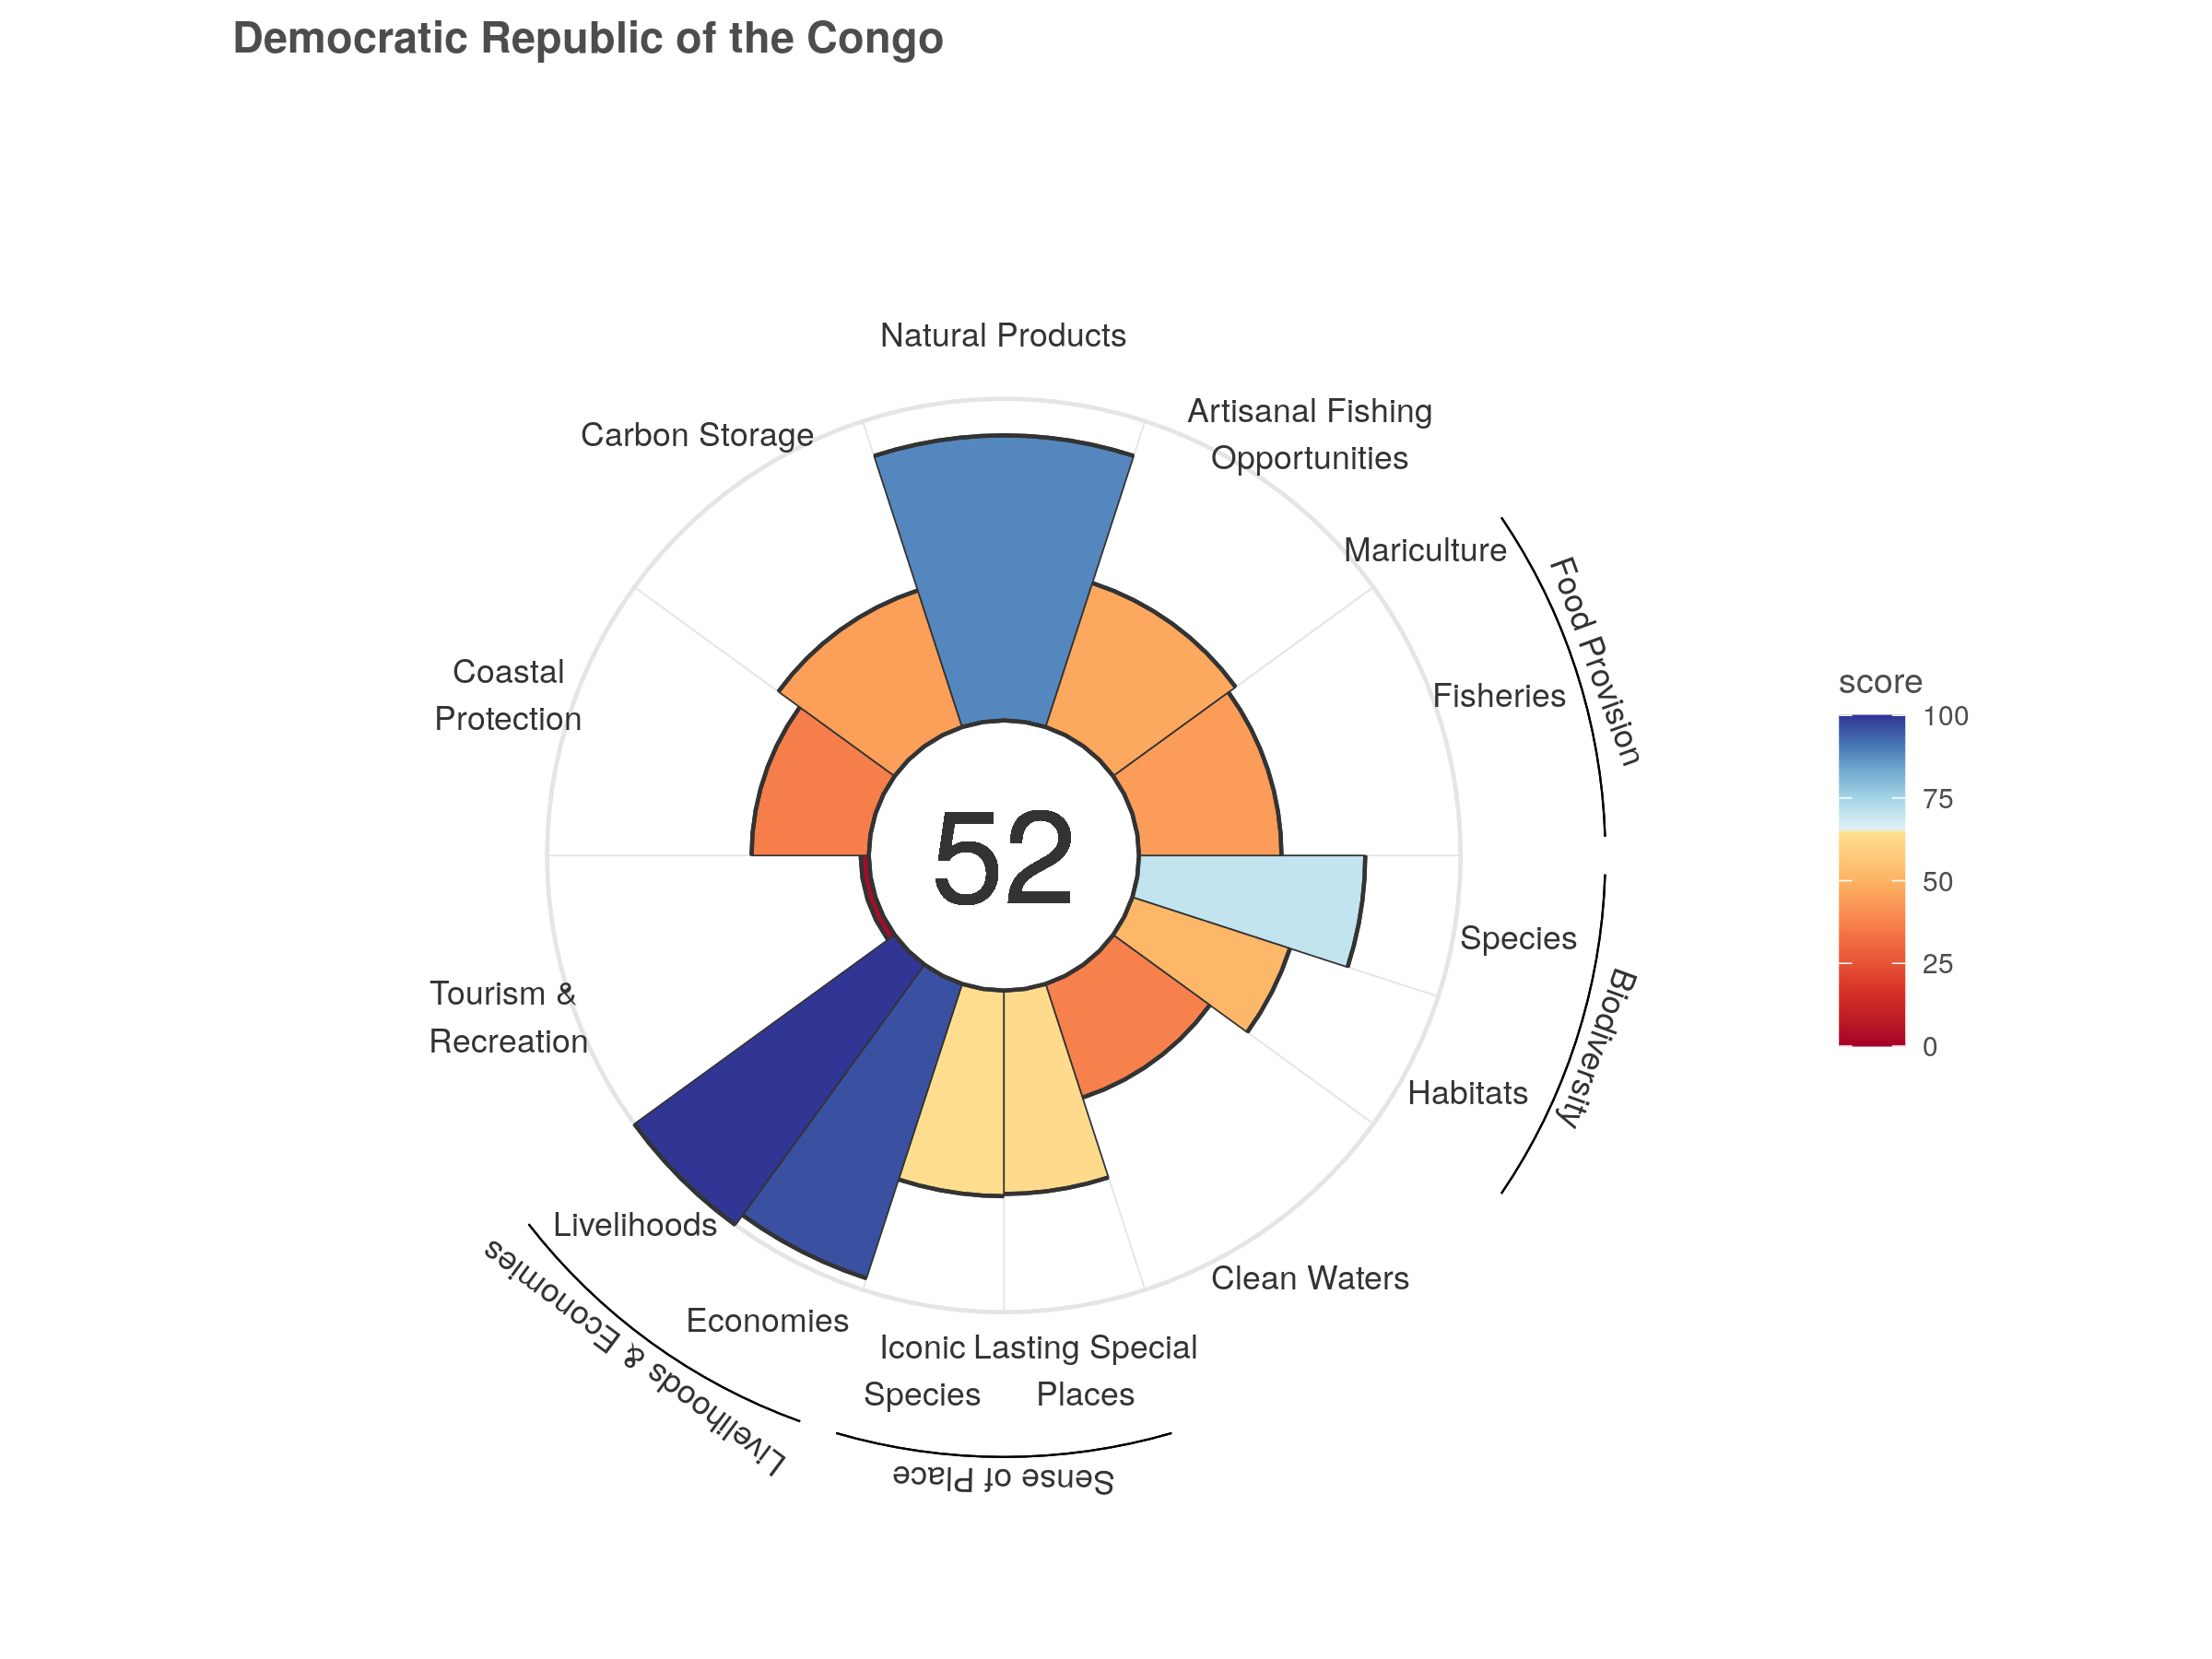 Democratic Republic of the Congo
Natural Products
Artisanal Fishing
Opportunities
Carbon Storage
Mariculture
Food Provision
Fisheries
Coastal
Protection
score
100
75
50
25
0
52
Species
Biodiversity
Habitats
Tourism &
Recreation
Livelihoods
Livelihoods & Economies
Economies
Clean Waters
Iconic
Species
Lasting Special
Places
Sense of Place